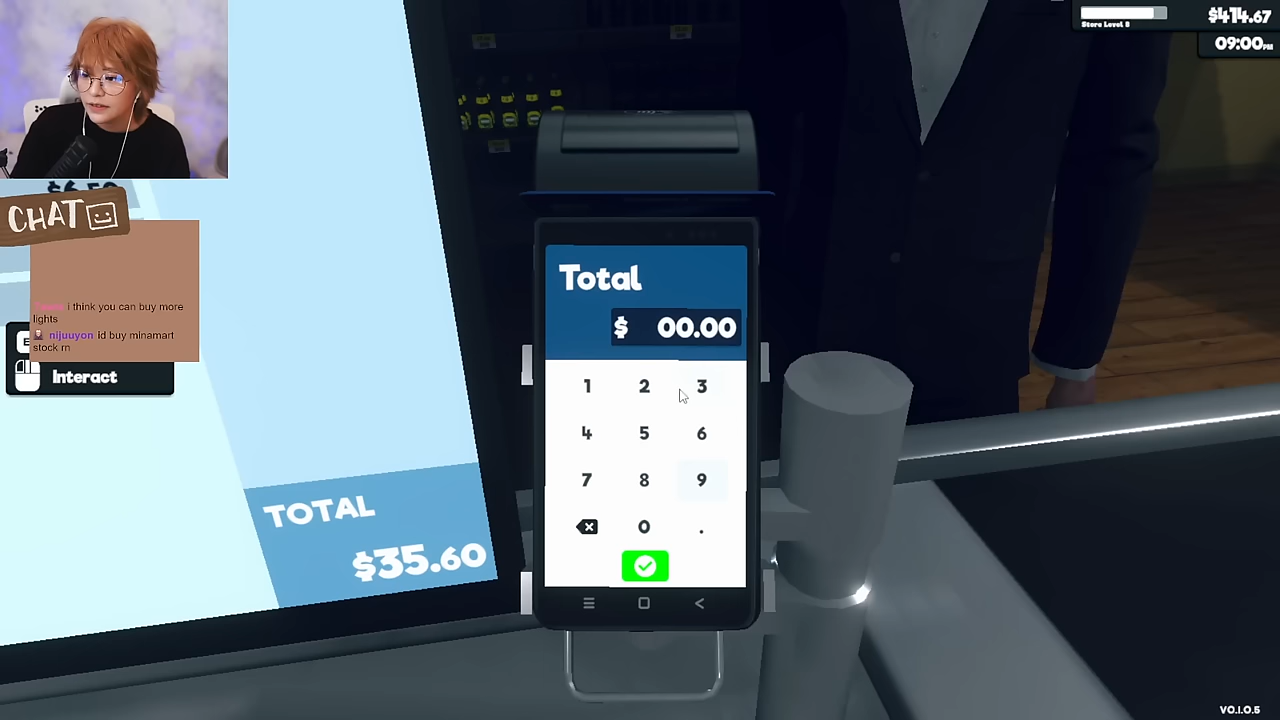 $414.67
Store Level 8
09:00PM
CHAT
i think you can buy more
lights
nijuuyon id buy minamart
stock rn
Interact
Total
$ 00.00
1 2 3
4 5 6
7 8 9
0 .
TOTAL
$35.60
V0.1.0.5